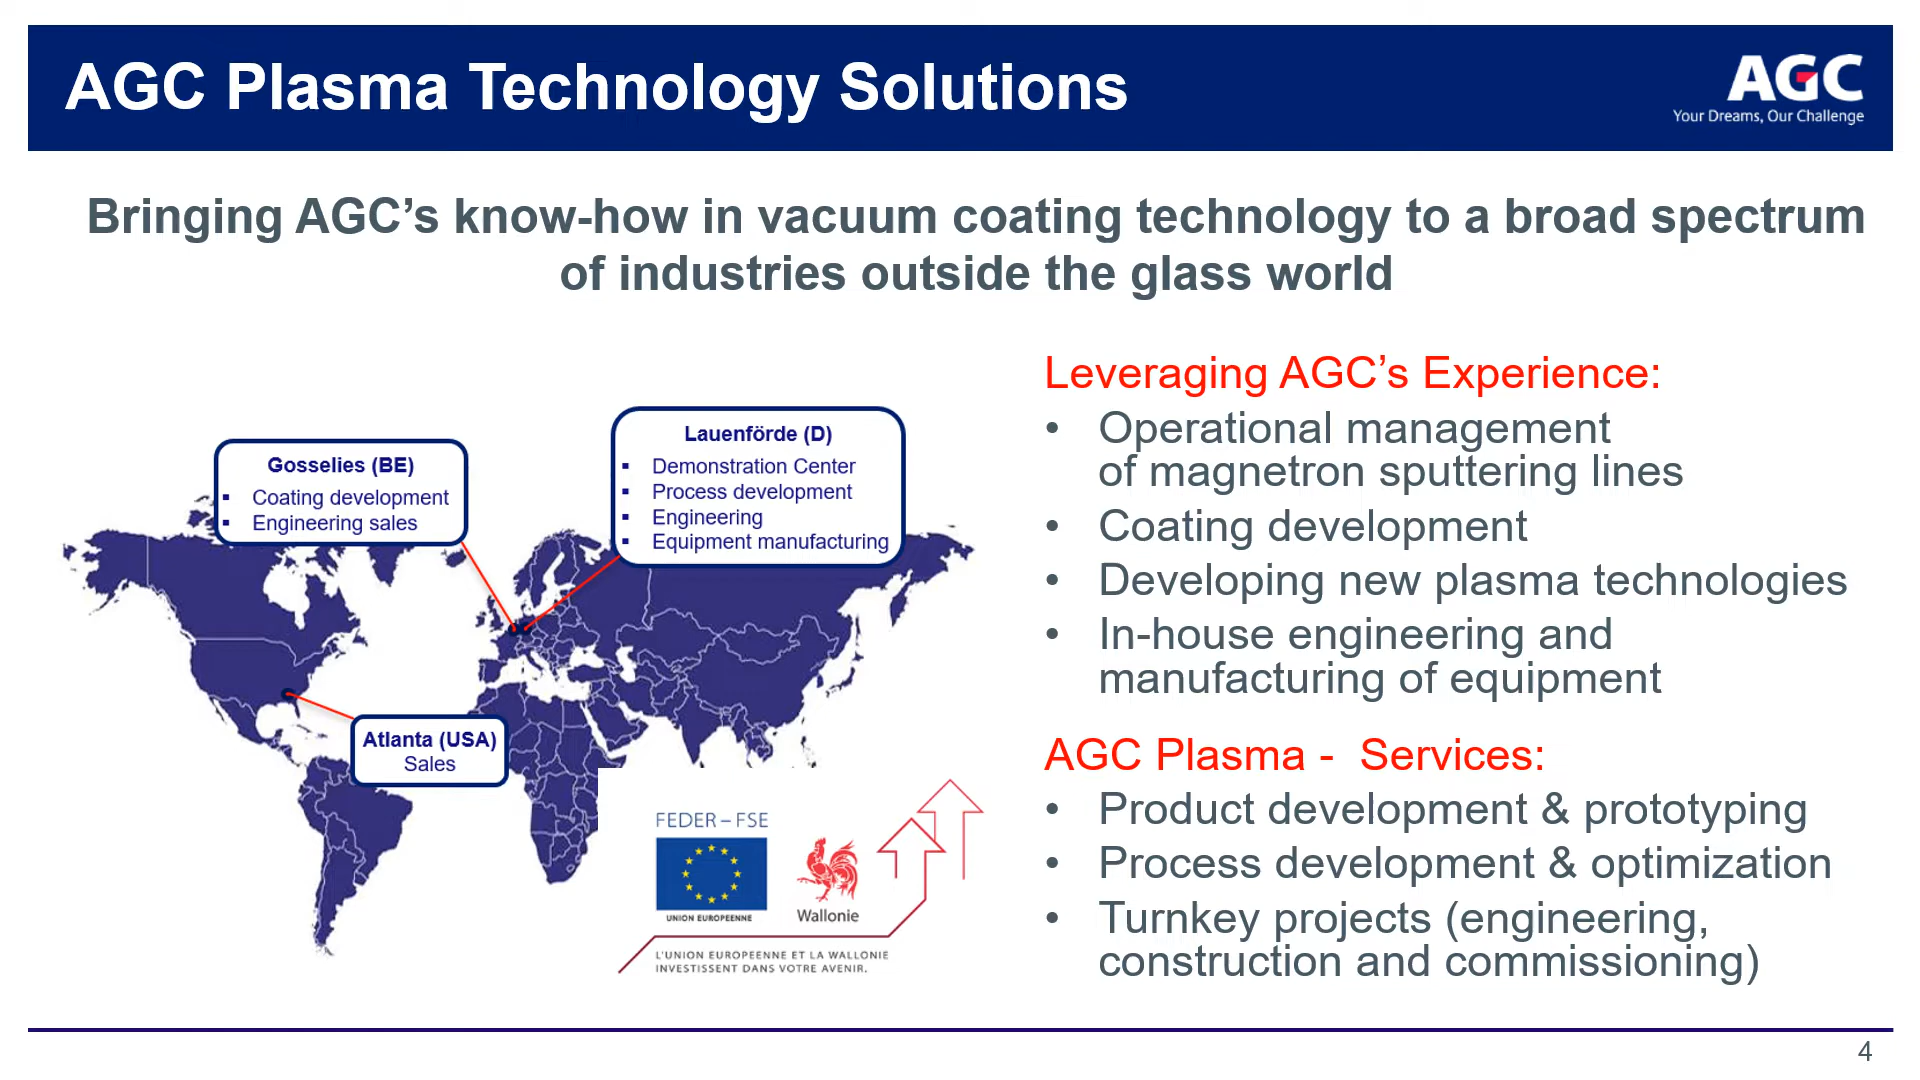 AGC Plasma Technology Solutions
AGC
Your Dreams, Our Challenge
Bringing AGC’s know-how in vacuum coating technology to a broad spectrum
of industries outside the glass world
Gosselies (BE)
▪ Coating development
▪ Engineering sales
Lauenförde (D)
▪ Demonstration Center
▪ Process development
▪ Engineering
▪ Equipment manufacturing
Atlanta (USA)
Sales
FEDER – FSE
UNION EUROPEENNE
Wallonie
L'UNION EUROPEENNE ET LA WALLONIE
INVESTISSENT DANS VOTRE AVENIR.
Leveraging AGC’s Experience:
• Operational management
of magnetron sputtering lines
• Coating development
• Developing new plasma technologies
• In-house engineering and
manufacturing of equipment
AGC Plasma - Services:
• Product development & prototyping
• Process development & optimization
• Turnkey projects (engineering,
construction and commissioning)
4